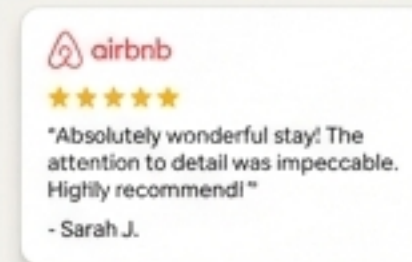 airbnb
"Absolutely wonderful stay! The
attention to detail was impeccable.
Highly recommend!"
- Sarah J.